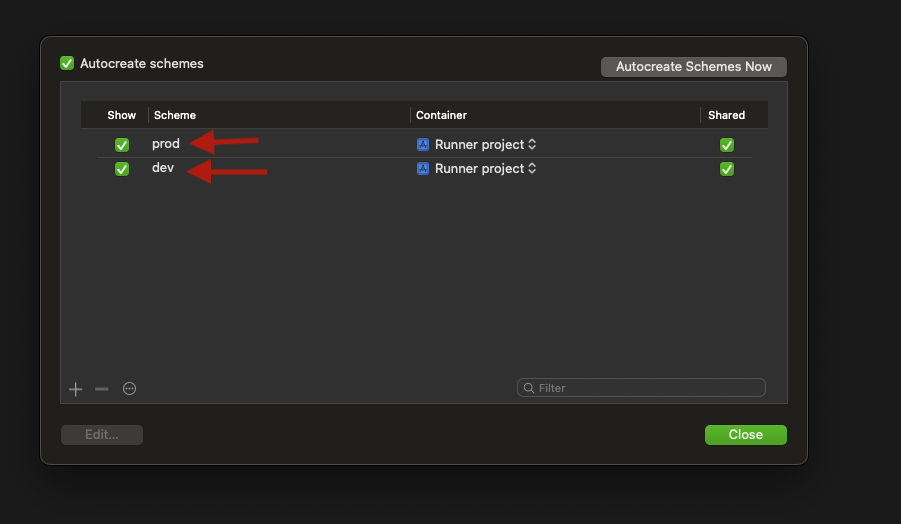 Autocreate schemes
Autocreate Schemes Now
Show Scheme Container Shared
prod Runner project
dev Runner project
Filter
Edit...
Close